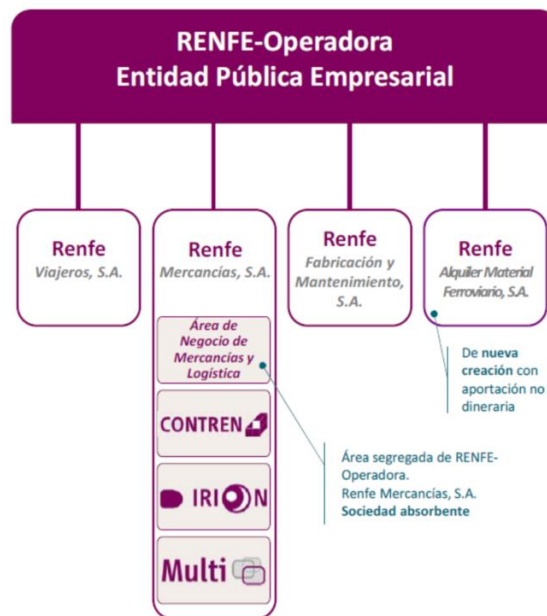 RENFE-Operadora
Entidad Pública Empresarial
Renfe
Viajeros, S.A.
Renfe
Mercancías, S.A.
Área de
Negocio de
Mercancías y
Logística
CONTREN
IRION
Multi
Renfe
Fabricación y
Mantenimiento,
S.A.
Renfe
Alquiler Material
Ferroviario, S.A.
De nueva
creación con
aportación no
dineraria
Área segregada de RENFE-
Operadora.
Renfe Mercancías, S.A.
Sociedad absorbente